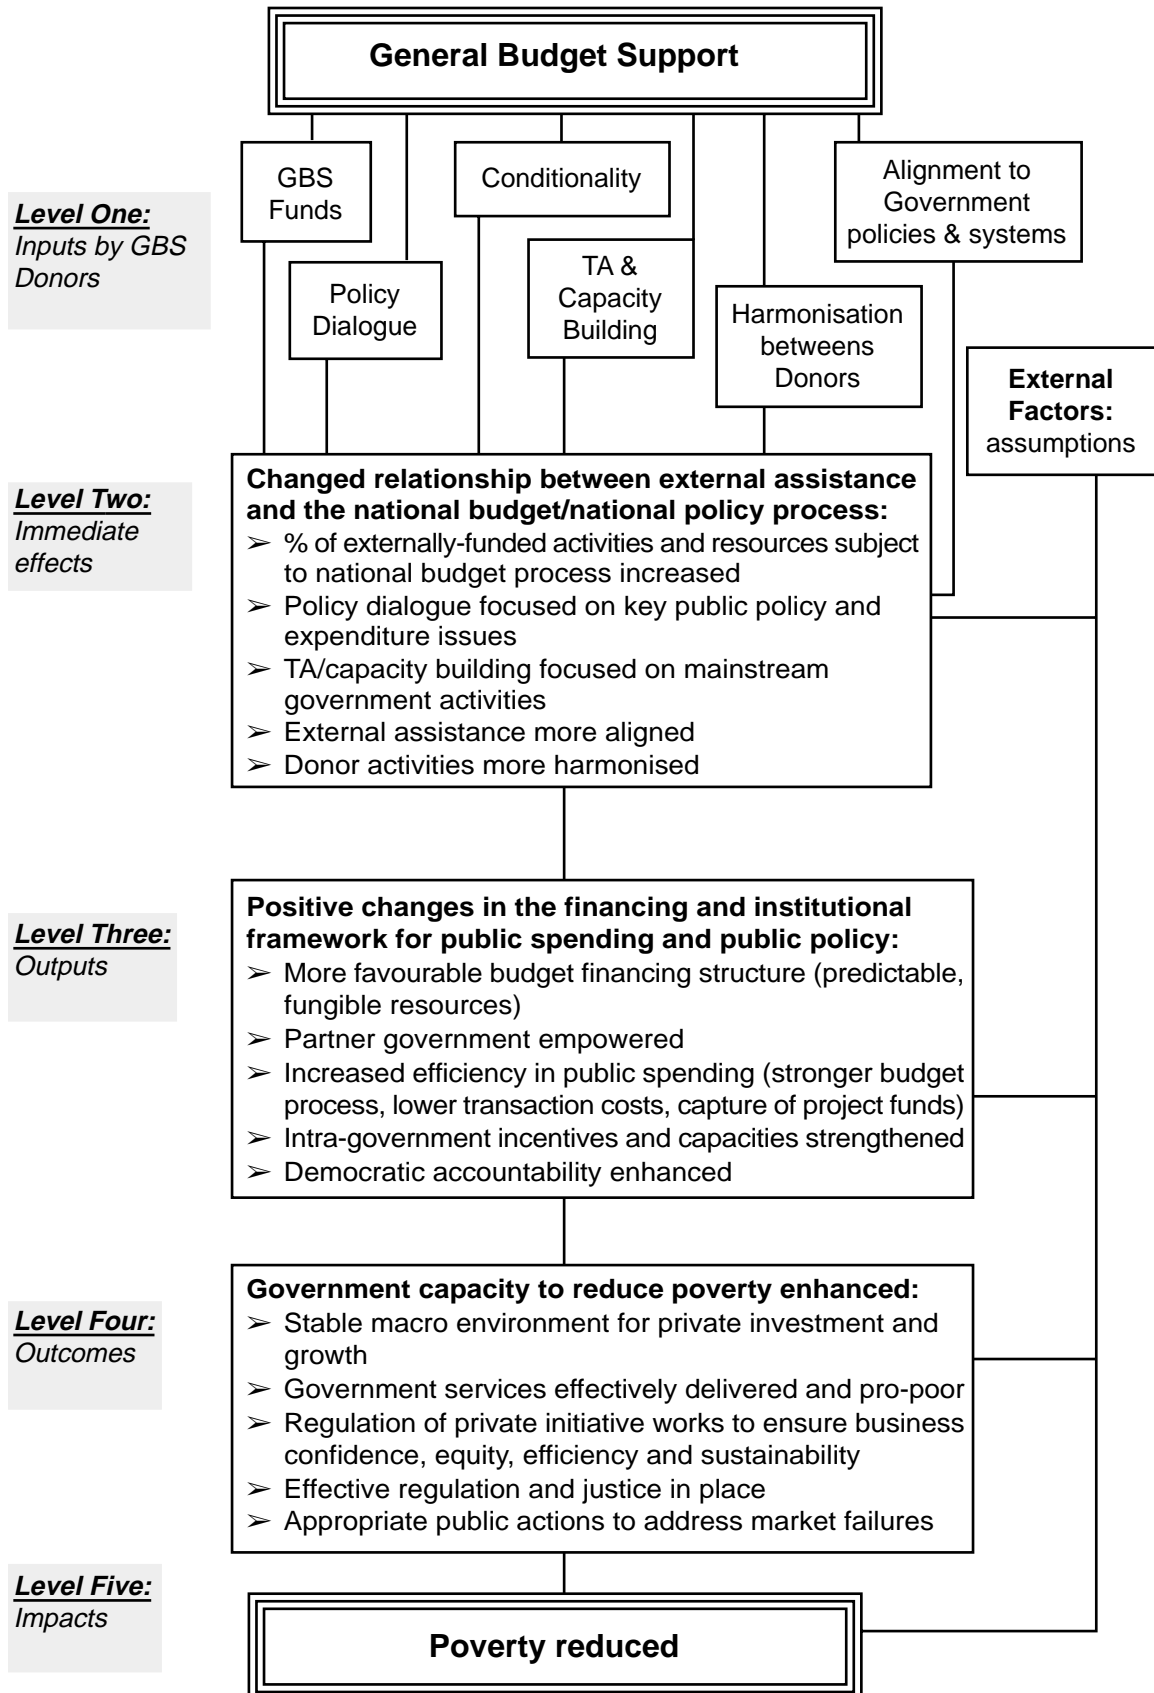 General Budget Support
GBS
Funds
Conditionality
Alignment to
Government
policies & systems
Level One:
Inputs by GBS
Donors
Policy
Dialogue
TA &
Capacity
Building
Harmonisation
betweens
Donors
External
Factors:
assumptions
Level Two:
Immediate
effects
Changed relationship between external assistance
and the national budget/national policy process:
➢ % of externally-funded activities and resources subject
to national budget process increased
➢ Policy dialogue focused on key public policy and
expenditure issues
➢ TA/capacity building focused on mainstream
government activities
➢ External assistance more aligned
➢ Donor activities more harmonised
Level Three:
Outputs
Positive changes in the financing and institutional
framework for public spending and public policy:
➢ More favourable budget financing structure (predictable,
fungible resources)
➢ Partner government empowered
➢ Increased efficiency in public spending (stronger budget
process, lower transaction costs, capture of project funds)
➢ Intra-government incentives and capacities strengthened
➢ Democratic accountability enhanced
Level Four:
Outcomes
Government capacity to reduce poverty enhanced:
➢ Stable macro environment for private investment and
growth
➢ Government services effectively delivered and pro-poor
➢ Regulation of private initiative works to ensure business
confidence, equity, efficiency and sustainability
➢ Effective regulation and justice in place
➢ Appropriate public actions to address market failures
Level Five:
Impacts
Poverty reduced